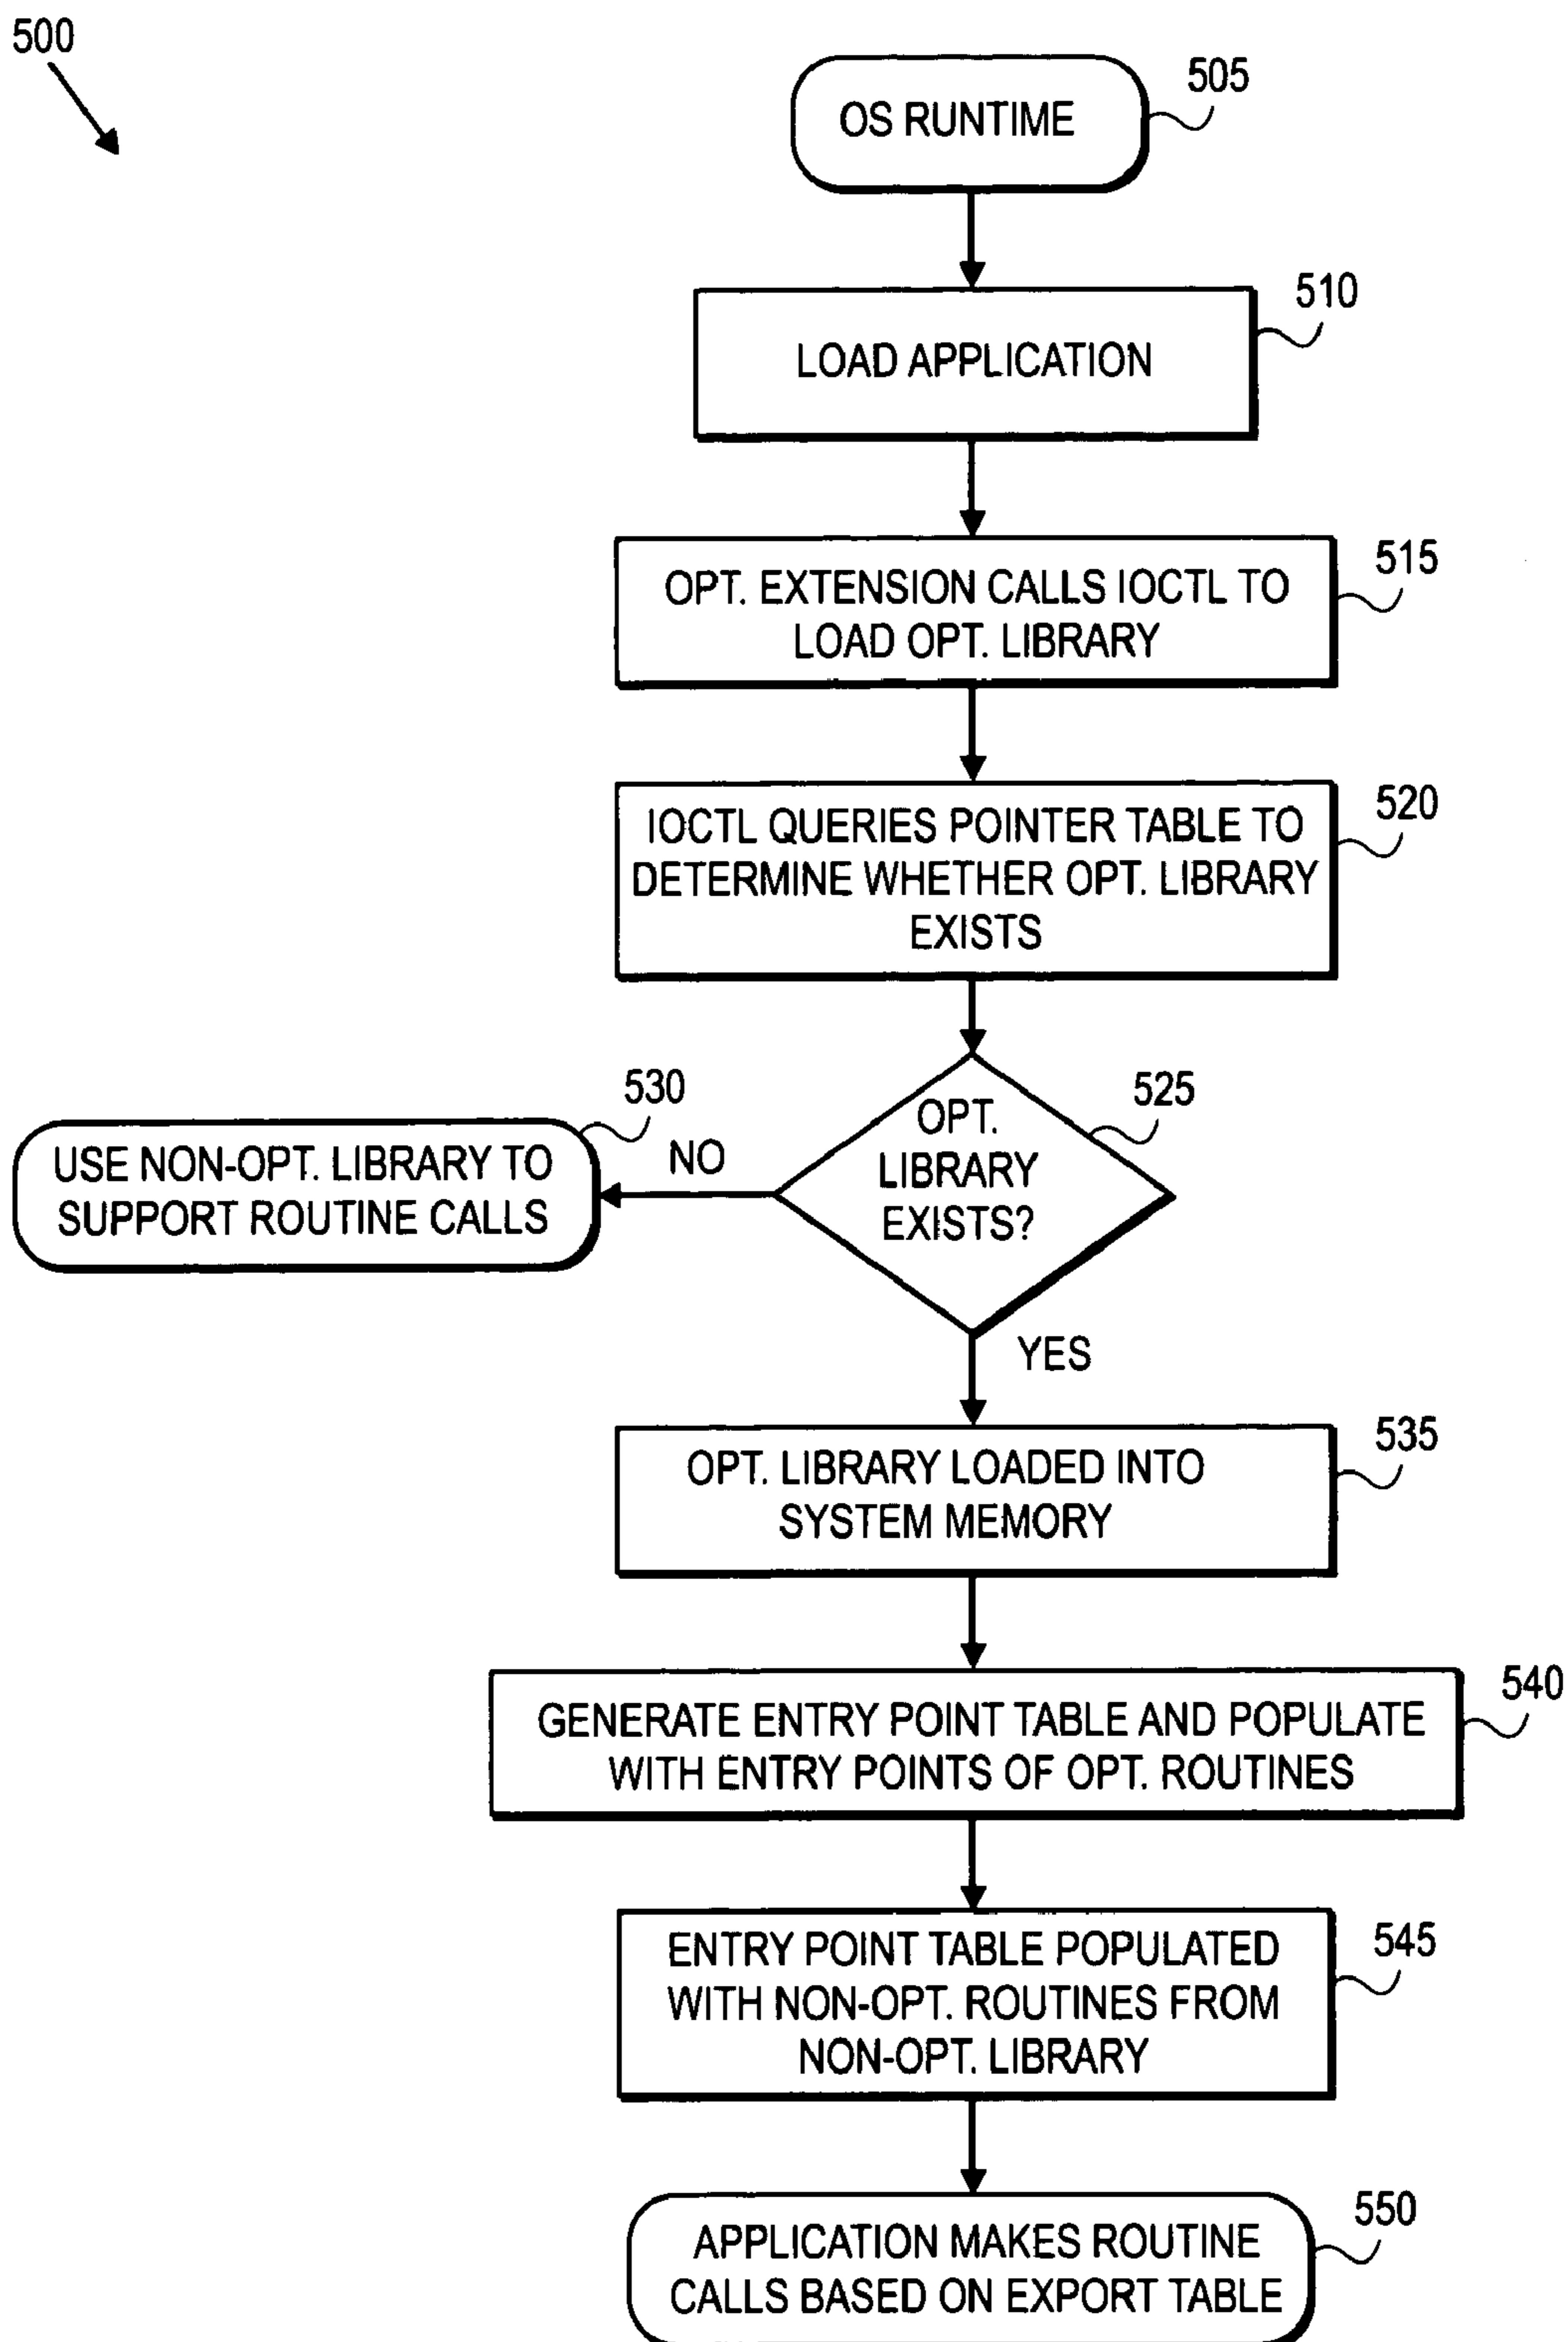 500
OS RUNTIME
505
LOAD APPLICATION
510
OPT. EXTENSION CALLS IOCTL TO
LOAD OPT. LIBRARY
515
IOCTL QUERIES POINTER TABLE TO
DETERMINE WHETHER OPT. LIBRARY
EXISTS
520
OPT.
LIBRARY
EXISTS?
525
NO
530
USE NON-OPT. LIBRARY TO
SUPPORT ROUTINE CALLS
YES
OPT. LIBRARY LOADED INTO
SYSTEM MEMORY
535
GENERATE ENTRY POINT TABLE AND POPULATE
WITH ENTRY POINTS OF OPT. ROUTINES
540
ENTRY POINT TABLE POPULATED
WITH NON-OPT. ROUTINES FROM
NON-OPT. LIBRARY
545
APPLICATION MAKES ROUTINE
CALLS BASED ON EXPORT TABLE
550